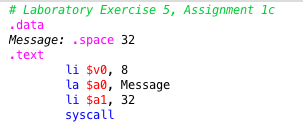 # Laboratory Exercise 5, Assignment 1c
.data
Message: .space 32
.text
li $v0, 8
la $a0, Message
li $a1, 32
syscall